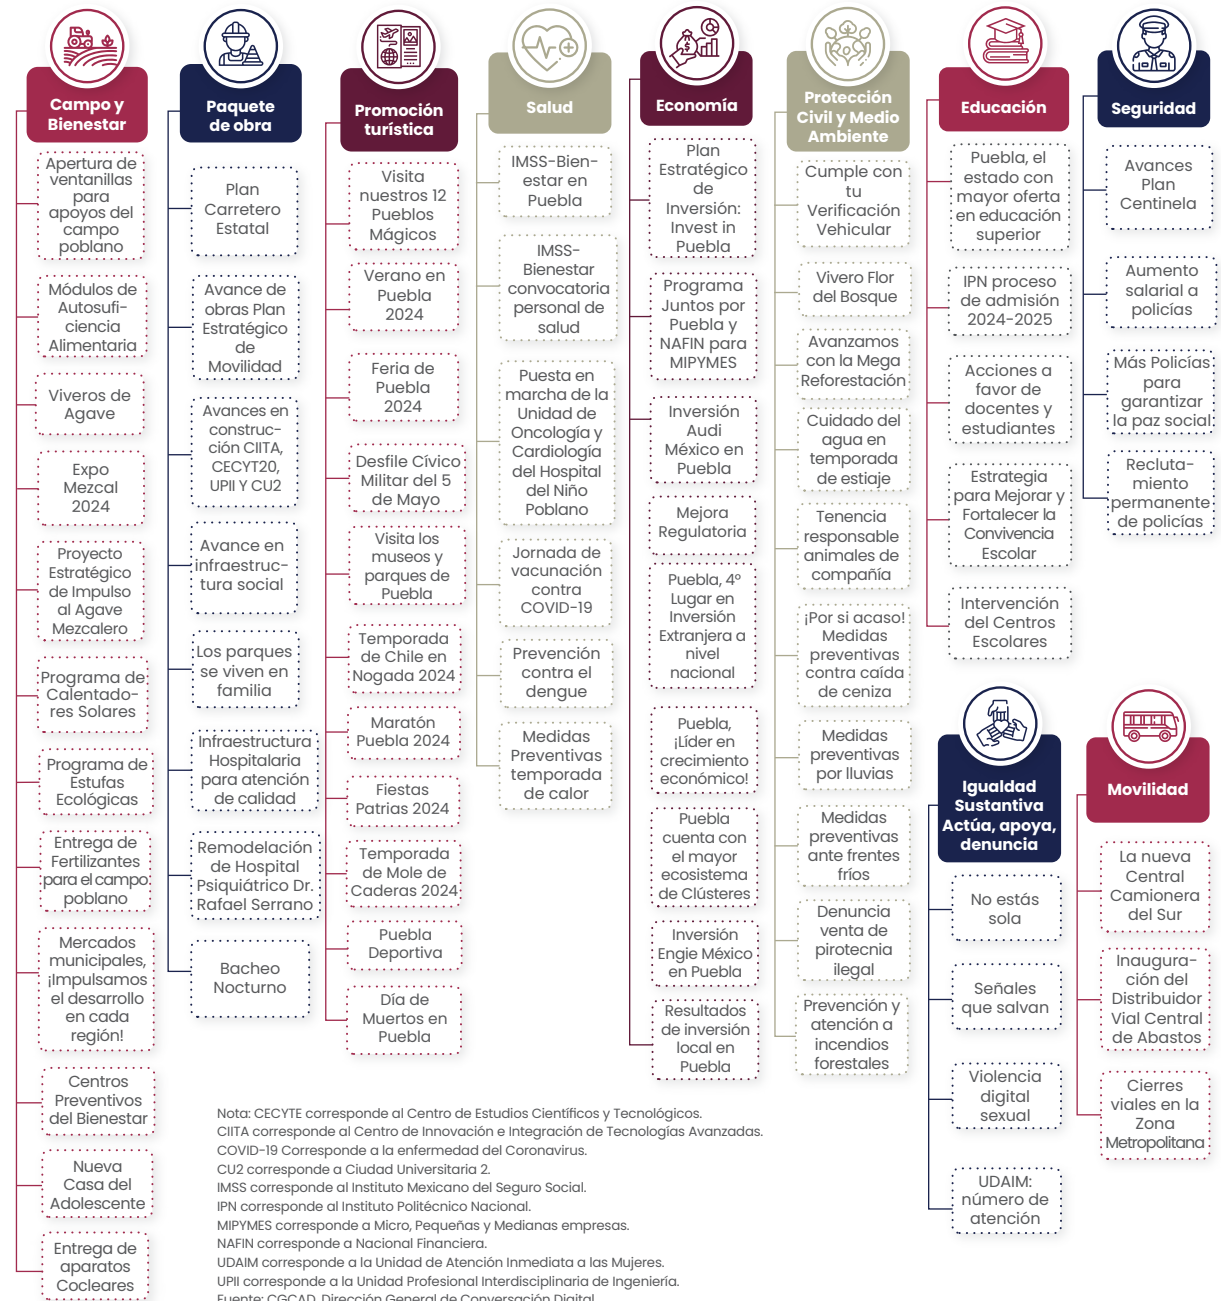 Campo y
Bienestar
Apertura de
ventanillas
para
apoyos del
campo
poblano
Módulos de
Autosufi-
ciencia
Alimentaria
Viveros de
Agave
Expo
Mezcal
2024
Proyecto
Estratégico
de Impulso
al Agave
Mezcalero
Programa de
Calentado-
res Solares
Programa de
Estufas
Ecológicas
Entrega de
Fertilizantes
para el campo
poblano
Mercados
municipales,
¡Impulsamos
el desarrollo
en cada
región!
Centros
Preventivos
del Bienestar
Nueva
Casa del
Adolescente
Entrega de
aparatos
Cocleares
Paquete
de obra
Plan
Carretero
Estatal
Avance de
obras Plan
Estratégico
de
Movilidad
Avances en
construc-
ción CIITA,
CECYT20,
UPII Y CU2
Avance en
infraestruc-
tura social
Los parques
se viven en
familia
Infraestructura
Hospitalaria
para atención
de calidad
Remodelación
de Hospital
Psiquiátrico Dr.
Rafael Serrano
Bacheo
Nocturno
Promoción
turística
Visita
nuestros 12
Pueblos
Mágicos
Verano en
Puebla
2024
Feria de
Puebla
2024
Desfile Cívico
Militar del 5
de Mayo
Visita los
museos y
parques de
Puebla
Temporada
de Chile en
Nogada 2024
Maratón
Puebla 2024
Fiestas
Patrias 2024
Temporada
de Mole de
Caderas 2024
Puebla
Deportiva
Día de
Muertos en
Puebla
Salud
IMSS-Bien-
estar en
Puebla
IMSS-
Bienestar
convocatoria
personal de
salud
Puesta en
marcha de la
Unidad de
Oncología y
Cardiología
del Hospital
del Niño
Poblano
Jornada de
vacunación
contra
COVID-19
Prevención
contra el
dengue
Medidas
Preventivas
temporada
de calor
Economía
Plan
Estratégico
de
Inversión:
Invest in
Puebla
Programa
Juntos por
Puebla y
NAFIN para
MIPYMES
Inversión
Audi
México en
Puebla
Mejora
Regulatoria
Puebla, 4º
Lugar en
Inversión
Extranjera a
nivel
nacional
Puebla,
¡Líder en
crecimiento
económico!
Puebla
cuenta con
el mayor
ecosistema
de Clústeres
Inversión
Engie México
en Puebla
Resultados
de inversión
local en
Puebla
Protección
Civil y Medio
Ambiente
Cumple con
tu
Verificación
Vehicular
Vivero Flor
del Bosque
Avanzamos
con la Mega
Reforestación
Cuidado del
agua en
temporada
de estiaje
Tenencia
responsable
animales de
compañía
¡Por si acaso!
Medidas
preventivas
contra caída
de ceniza
Medidas
preventivas
por lluvias
Medidas
preventivas
ante frentes
fríos
Denuncia
venta de
pirotecnia
ilegal
Prevención y
atención a
incendios
forestales
Educación
Puebla, el
estado con
mayor oferta
en educación
superior
IPN proceso
de admisión
2024-2025
Acciones a
favor de
docentes y
estudiantes
Estrategia
para Mejorar y
Fortalecer la
Convivencia
Escolar
Intervención
del Centros
Escolares
Seguridad
Avances
Plan
Centinela
Aumento
salarial a
policías
Más Policías
para
garantizar
la paz social
Recluta-
miento
permanente
de policías
Igualdad
Sustantiva
Actúa, apoya,
denuncia
No estás
sola
Señales
que salvan
Violencia
digital
sexual
UDAIM:
número de
atención
Movilidad
La nueva
Central
Camionera
del Sur
Inaugura-
ción del
Distribuidor
Vial Central
de Abastos
Cierres
viales en la
Zona
Metropolitana
Nota: CECYTE corresponde al Centro de Estudios Científicos y Tecnológicos.
CIITA corresponde al Centro de Innovación e Integración de Tecnologías Avanzadas.
COVID-19 Corresponde a la enfermedad del Coronavirus.
CU2 corresponde a Ciudad Universitaria 2.
IMSS corresponde al Instituto Mexicano del Seguro Social.
IPN corresponde al Instituto Politécnico Nacional.
MIPYMES corresponde a Micro, Pequeñas y Medianas empresas.
NAFIN corresponde a Nacional Financiera.
UDAIM corresponde a la Unidad de Atención Inmediata a las Mujeres.
UPII corresponde a la Unidad Profesional Interdisciplinaria de Ingeniería.
Fuente: CGCAD. Dirección General de Conversación Digital.